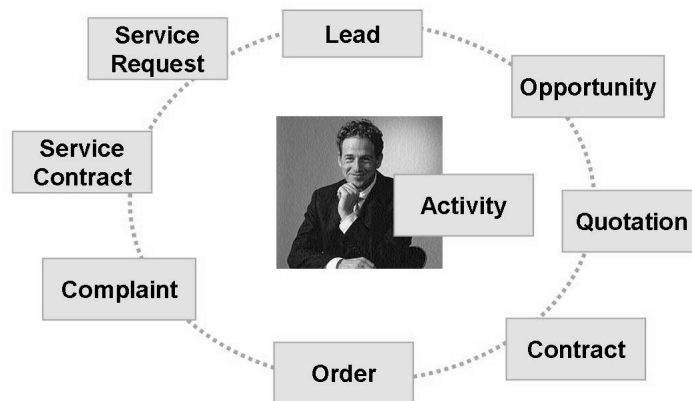 Lead
Opportunity
Quotation
Contract
Order
Complaint
Service
Contract
Service
Request
Activity